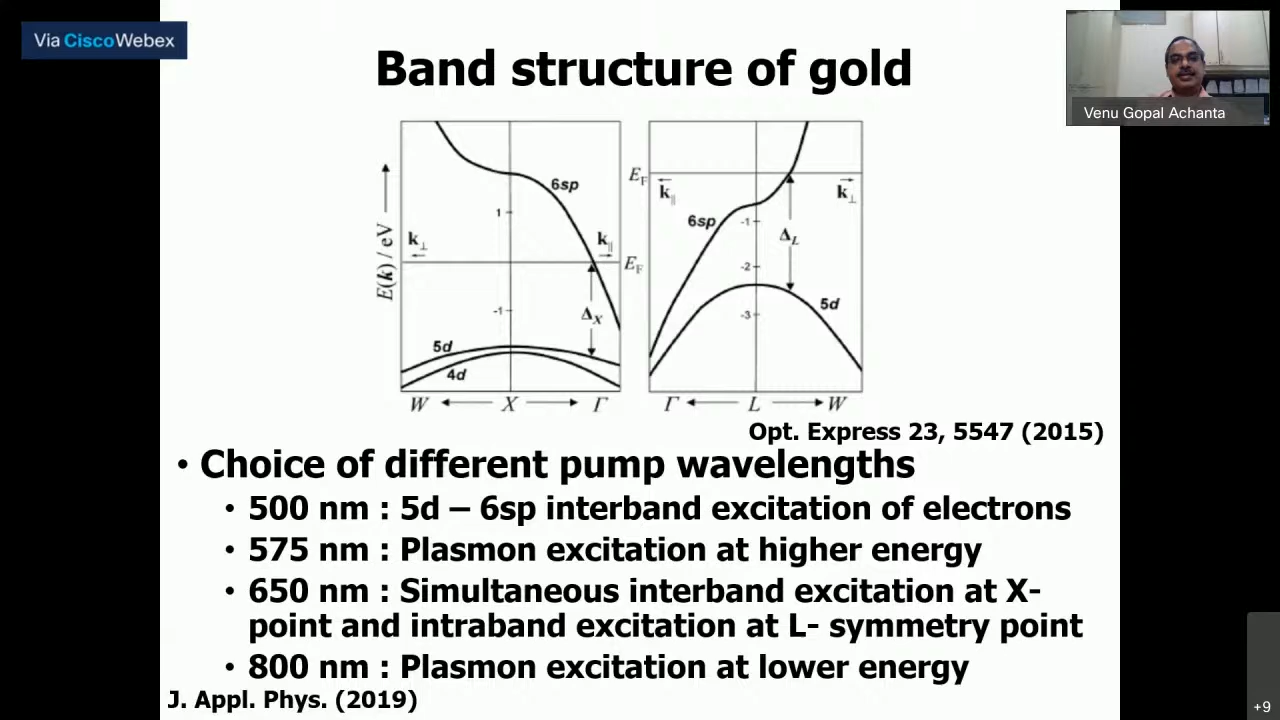 Via Cisco Webex
Band structure of gold
Venu Gopal Achanta
E(k) / eV
6sp
1
k⊥
k||
EF
-1
ΔX
5d
4d
W
X
Γ
EF
k||
k⊥
6sp
-1
ΔL
-2
-3
5d
Γ
L
W
Opt. Express 23, 5547 (2015)
• Choice of different pump wavelengths
• 500 nm : 5d – 6sp interband excitation of electrons
• 575 nm : Plasmon excitation at higher energy
• 650 nm : Simultaneous interband excitation at X-
point and intraband excitation at L- symmetry point
• 800 nm : Plasmon excitation at lower energy
J. Appl. Phys. (2019)
+9